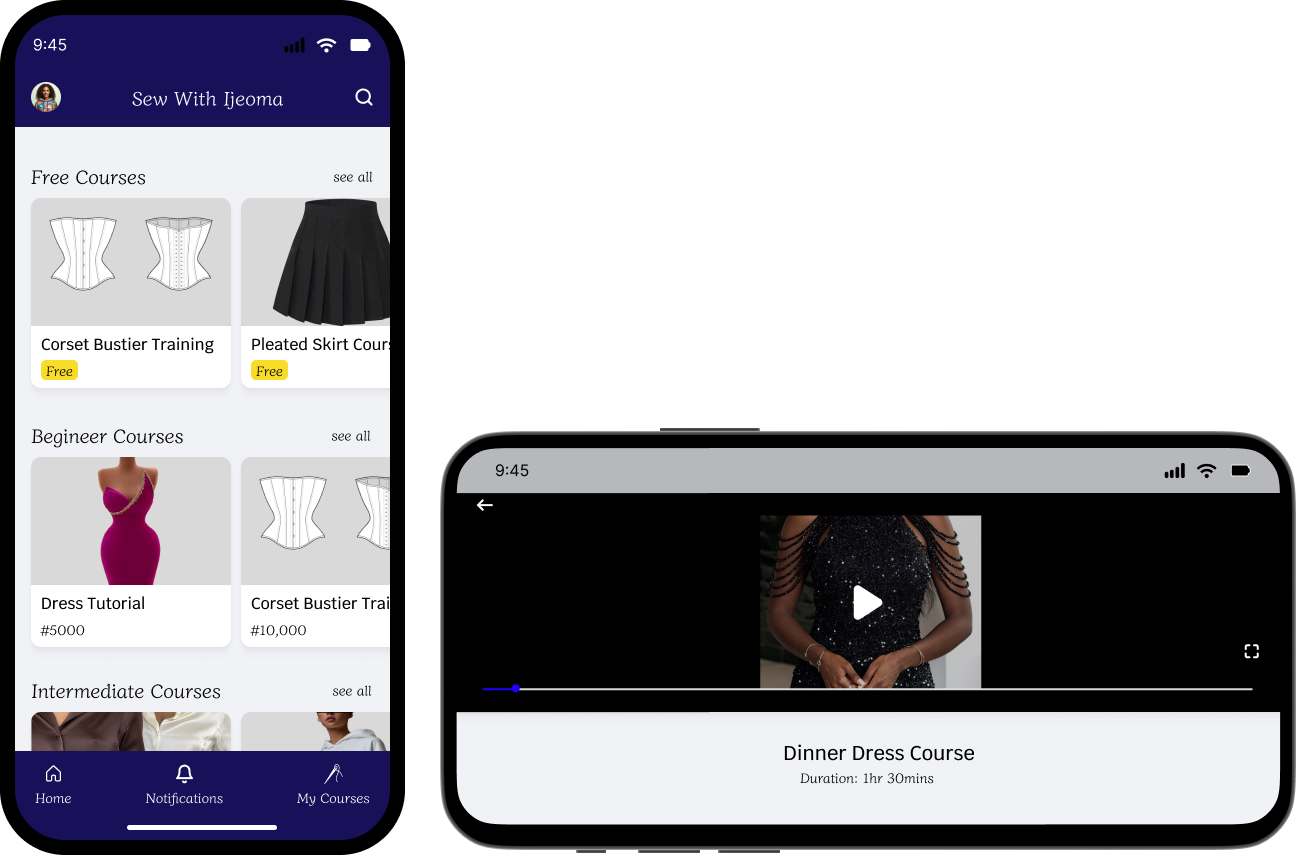 9:45
Sew With Ijeoma
Free Courses see all
Corset Bustier Training
Free
Pleated Skirt Cours
Free
Begineer Courses see all
Dress Tutorial
#5000
Corset Bustier Trai
#10,000
Intermediate Courses see all
Home Notifications My Courses
9:45
Dinner Dress Course
Duration: 1hr 30mins